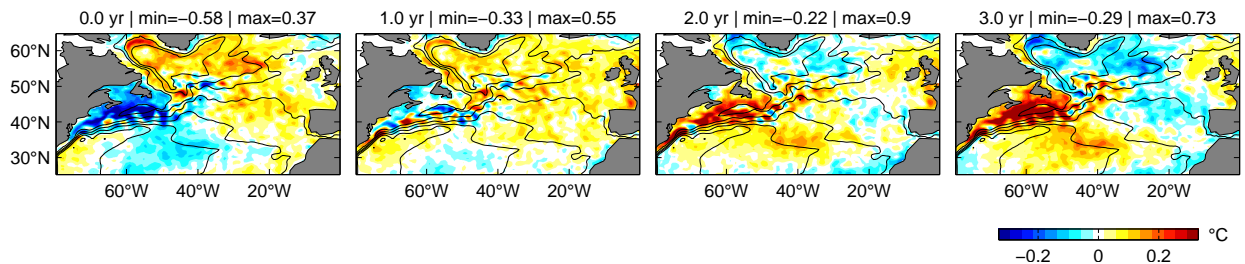 0.0 yr | min=−0.58 | max=0.37
1.0 yr | min=−0.33 | max=0.55
2.0 yr | min=−0.22 | max=0.9
3.0 yr | min=−0.29 | max=0.73
60°N
50°N
40°N
30°N
60°W 40°W 20°W
60°W 40°W 20°W
60°W 40°W 20°W
60°W 40°W 20°W
°C
−0.2 0 0.2